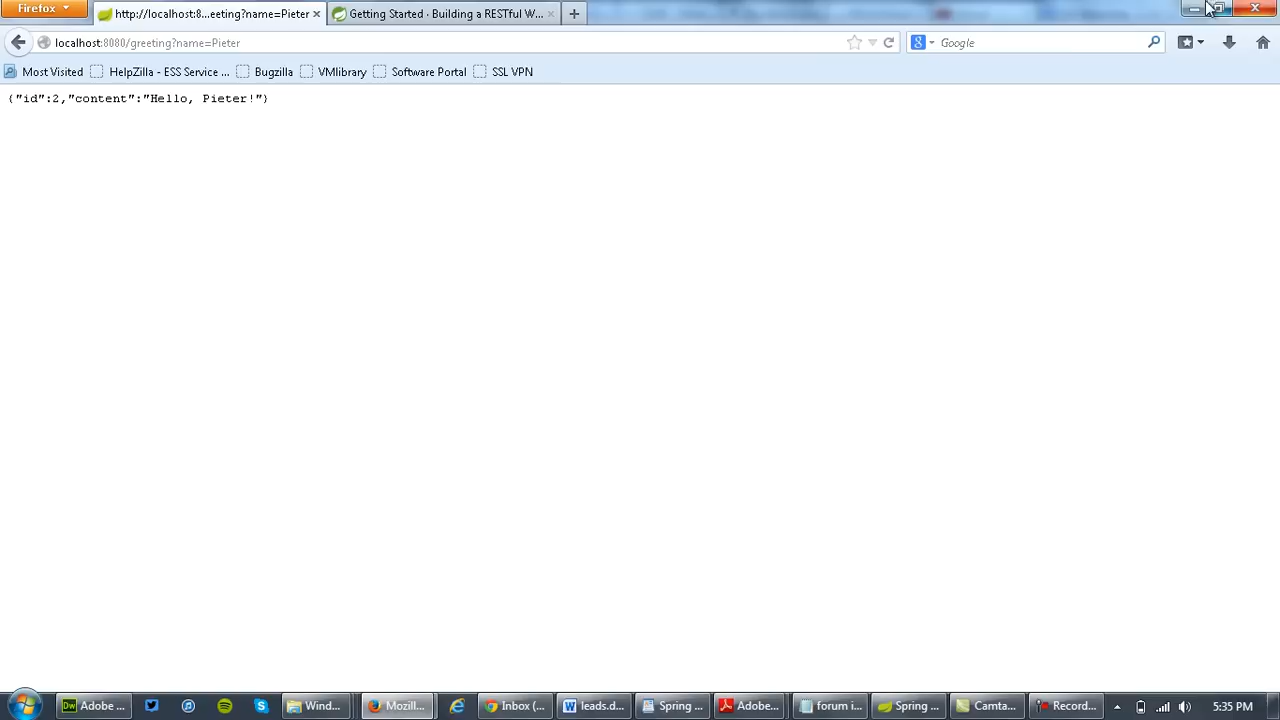 Firefox
http://localhost:8...eeting?name=Pieter
Getting Started · Building a RESTful W...
localhost:8080/greeting?name=Pieter
Google
Most Visited
HelpZilla - ESS Service ...
Bugzilla
VMlibrary
Software Portal
SSL VPN
{"id":2,"content":"Hello, Pieter!"}
Dw Adobe ...
Wind...
Mozill...
Inbox (...
leads.d...
Spring ...
Adobe...
forum i...
Spring ...
Camta...
Record...
5:35 PM